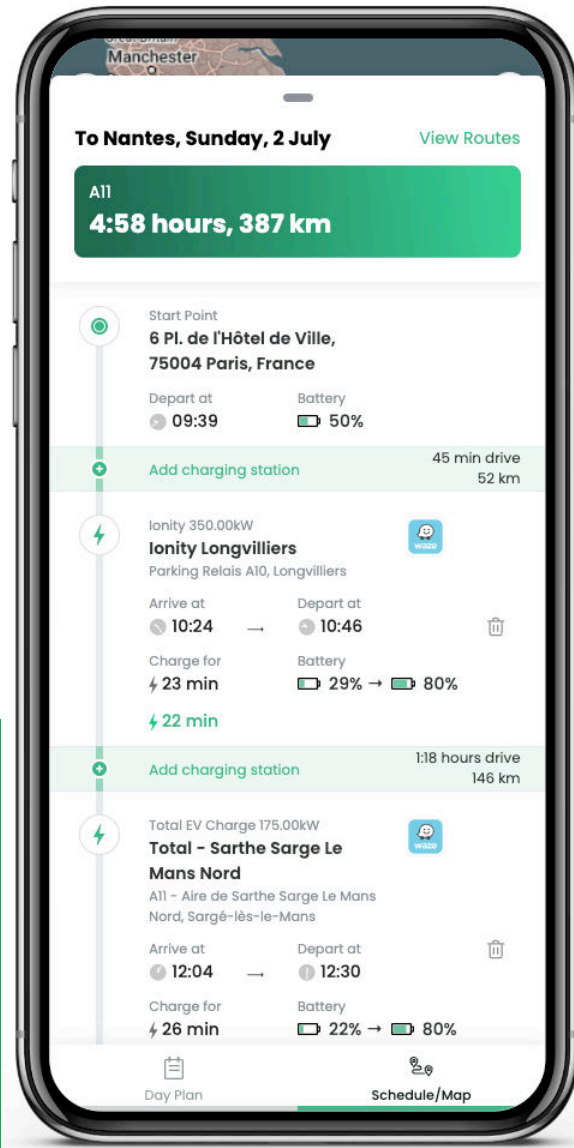 Great Britain
Manchester
To Nantes, Sunday, 2 July
View Routes
A11
4:58 hours, 387 km
Start Point
6 Pl. de l'Hôtel de Ville,
75004 Paris, France
Depart at Battery
09:39 50%
Add charging station
45 min drive
52 km
Ionity 350.00kW
waze
Ionity Longvilliers
Parking Relais A10, Longvilliers
Arrive at Depart at
10:24 → 10:46
Charge for Battery
23 min 29% → 80%
22 min
Add charging station
1:18 hours drive
146 km
Total EV Charge 175.00kW
waze
Total - Sarthe Sarge Le
Mans Nord
A11 - Aire de Sarthe Sarge Le Mans
Nord, Sargé-lès-le-Mans
Arrive at Depart at
12:04 → 12:30
Charge for Battery
26 min 22% → 80%
Day Plan Schedule/Map